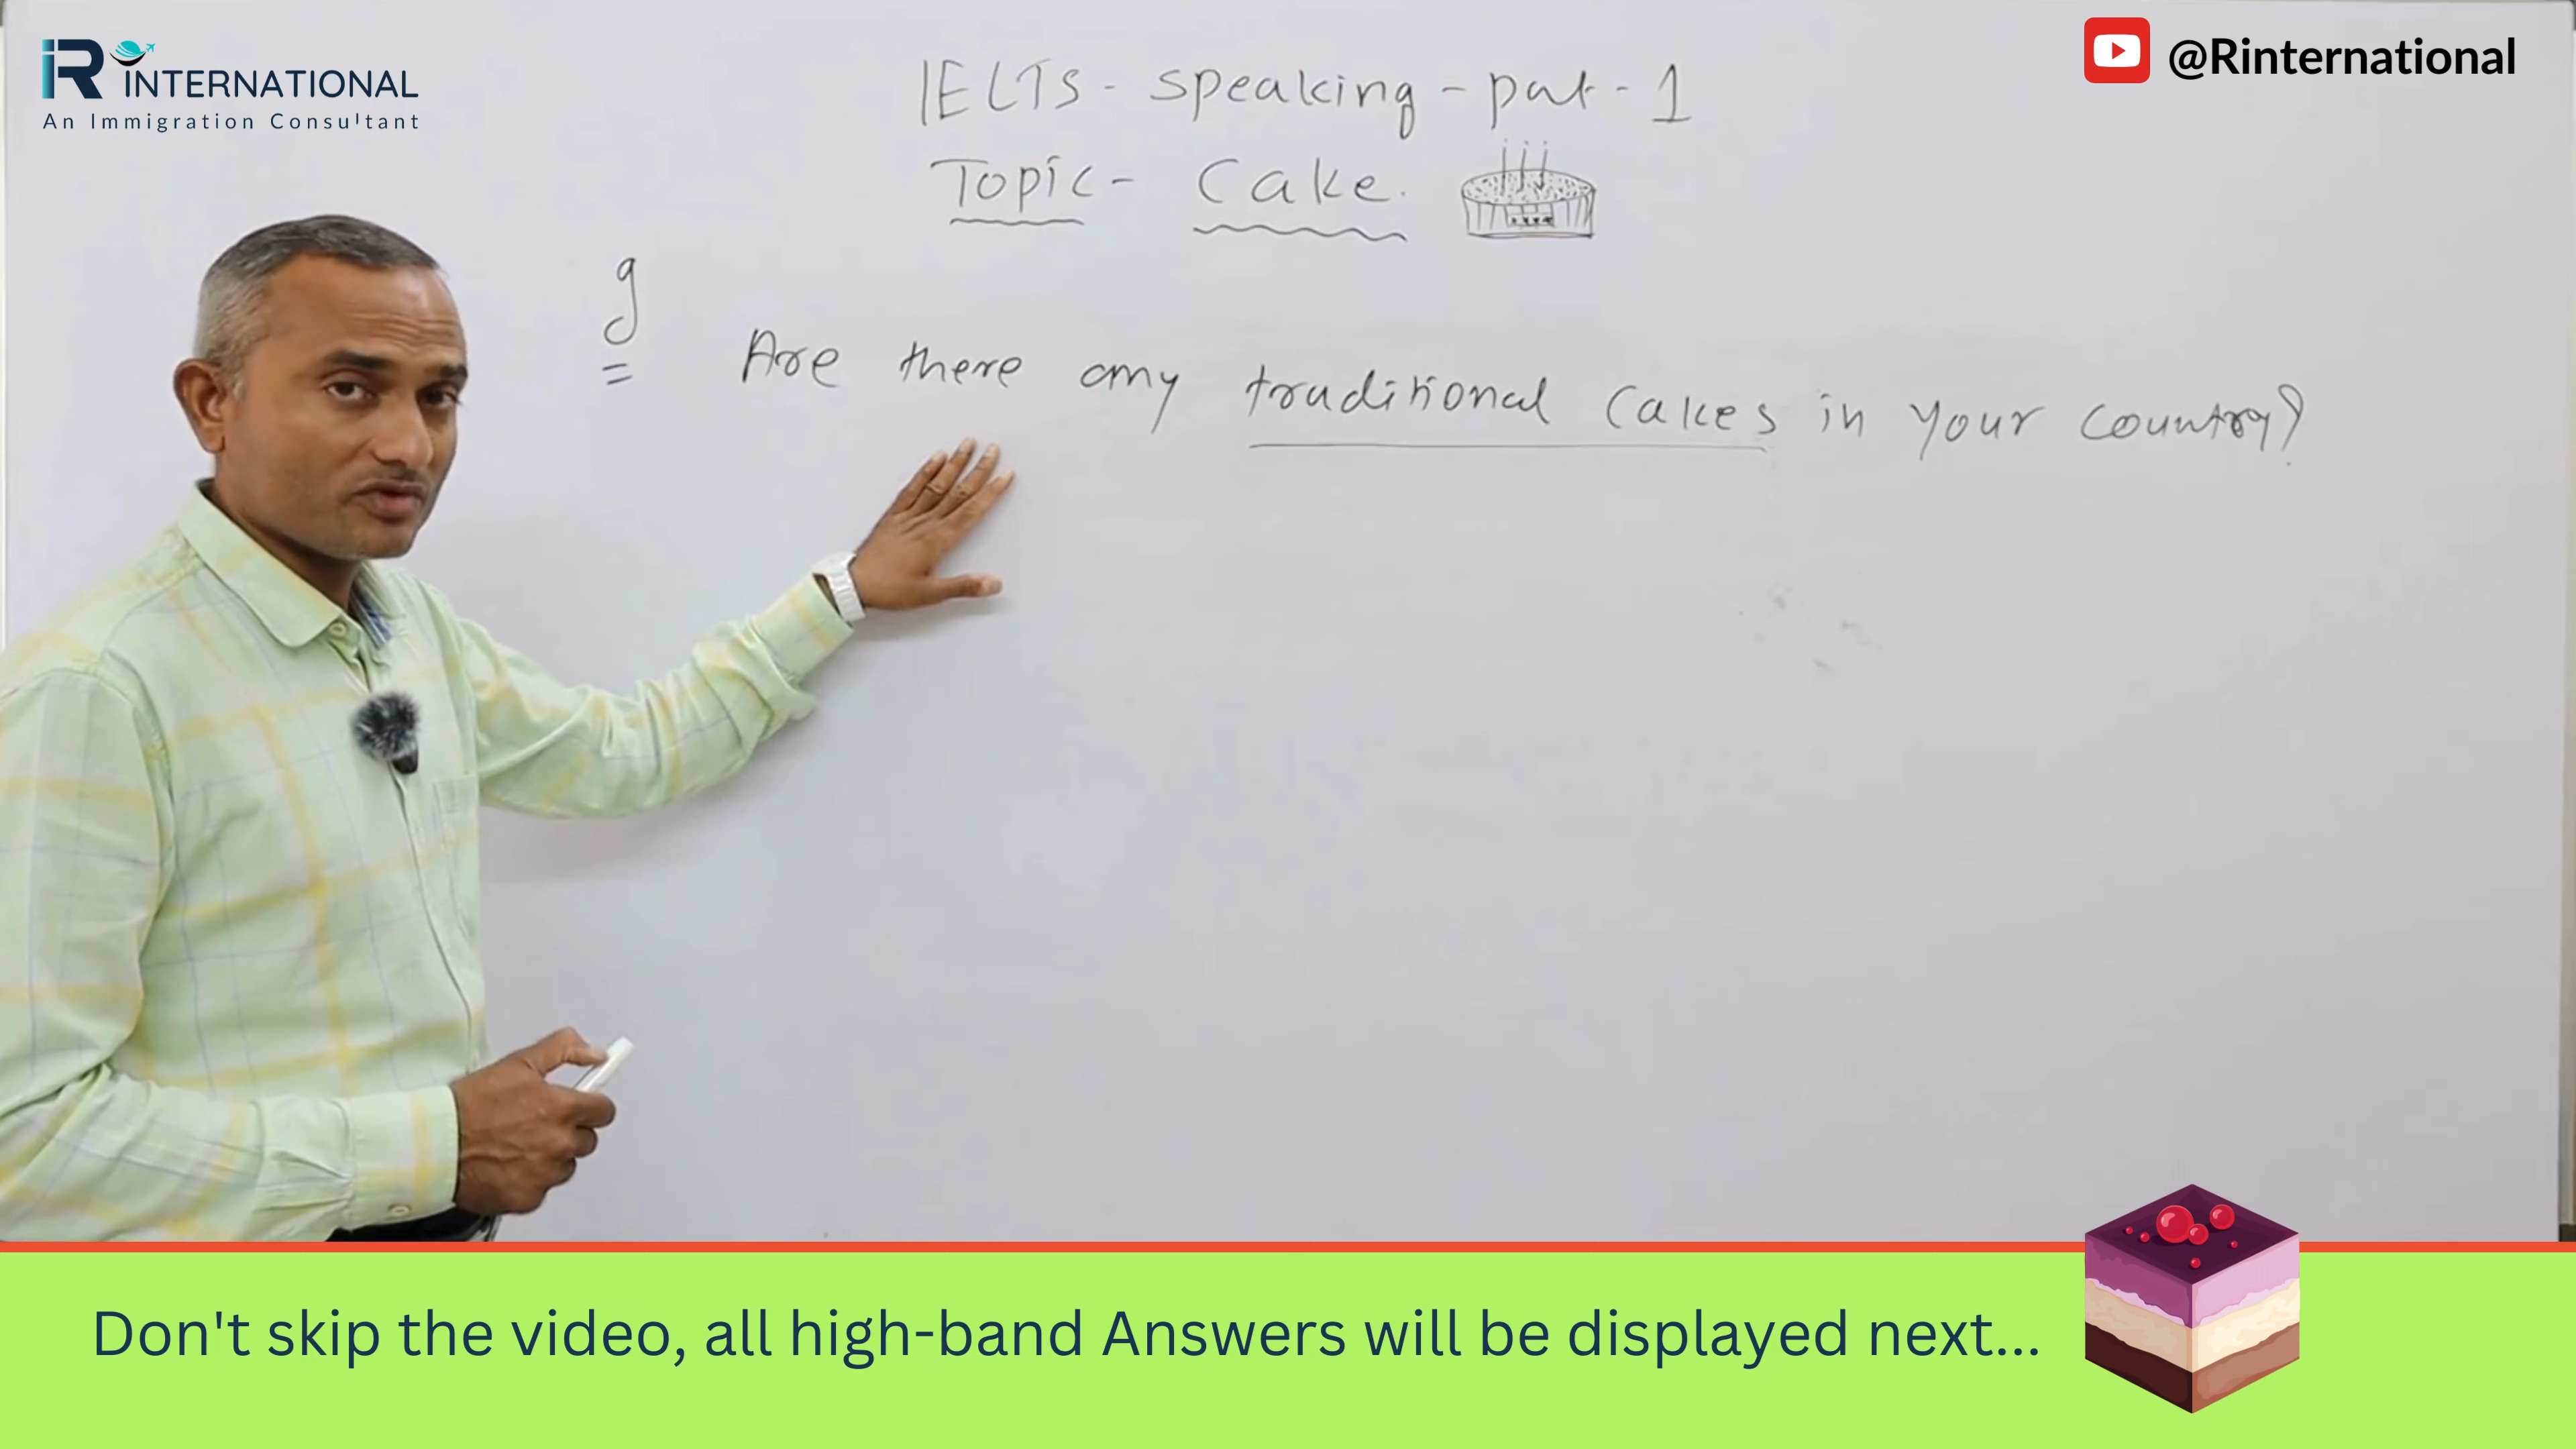 iR INTERNATIONAL
An Immigration Consultant
@Rinternational
IELTS - Speaking - part - 1
Topic - Cake.
Are there any traditional cakes in your country?
Don't skip the video, all high-band Answers will be displayed next...